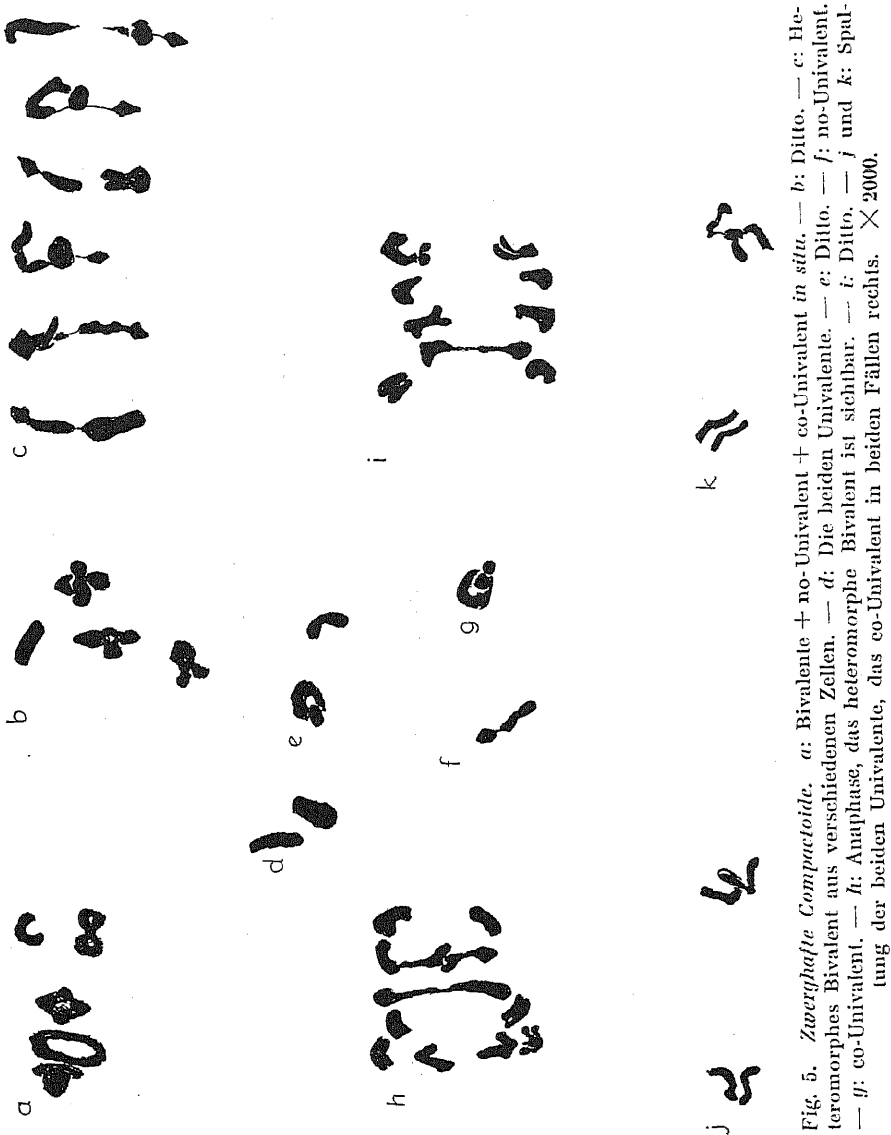 a
b
c
d
e
f
g
h
i
j
k
Fig. 5. Zwerghafte Compactoide. a: Bivalente + no-Univalent + co-Univalent in situ. — b: Ditto. — c: He-
teromorphes Bivalent aus verschiedenen Zellen. — d: Die beiden Univalente. — e: Ditto. — f: no-Univalent.
— g: co-Univalent. — h: Anaphase, das heteromorphe Bivalent ist sichtbar. — i: Ditto. — j und k: Spal-
tung der beiden Univalente, das co-Univalent in beiden Fällen rechts. × 2000.